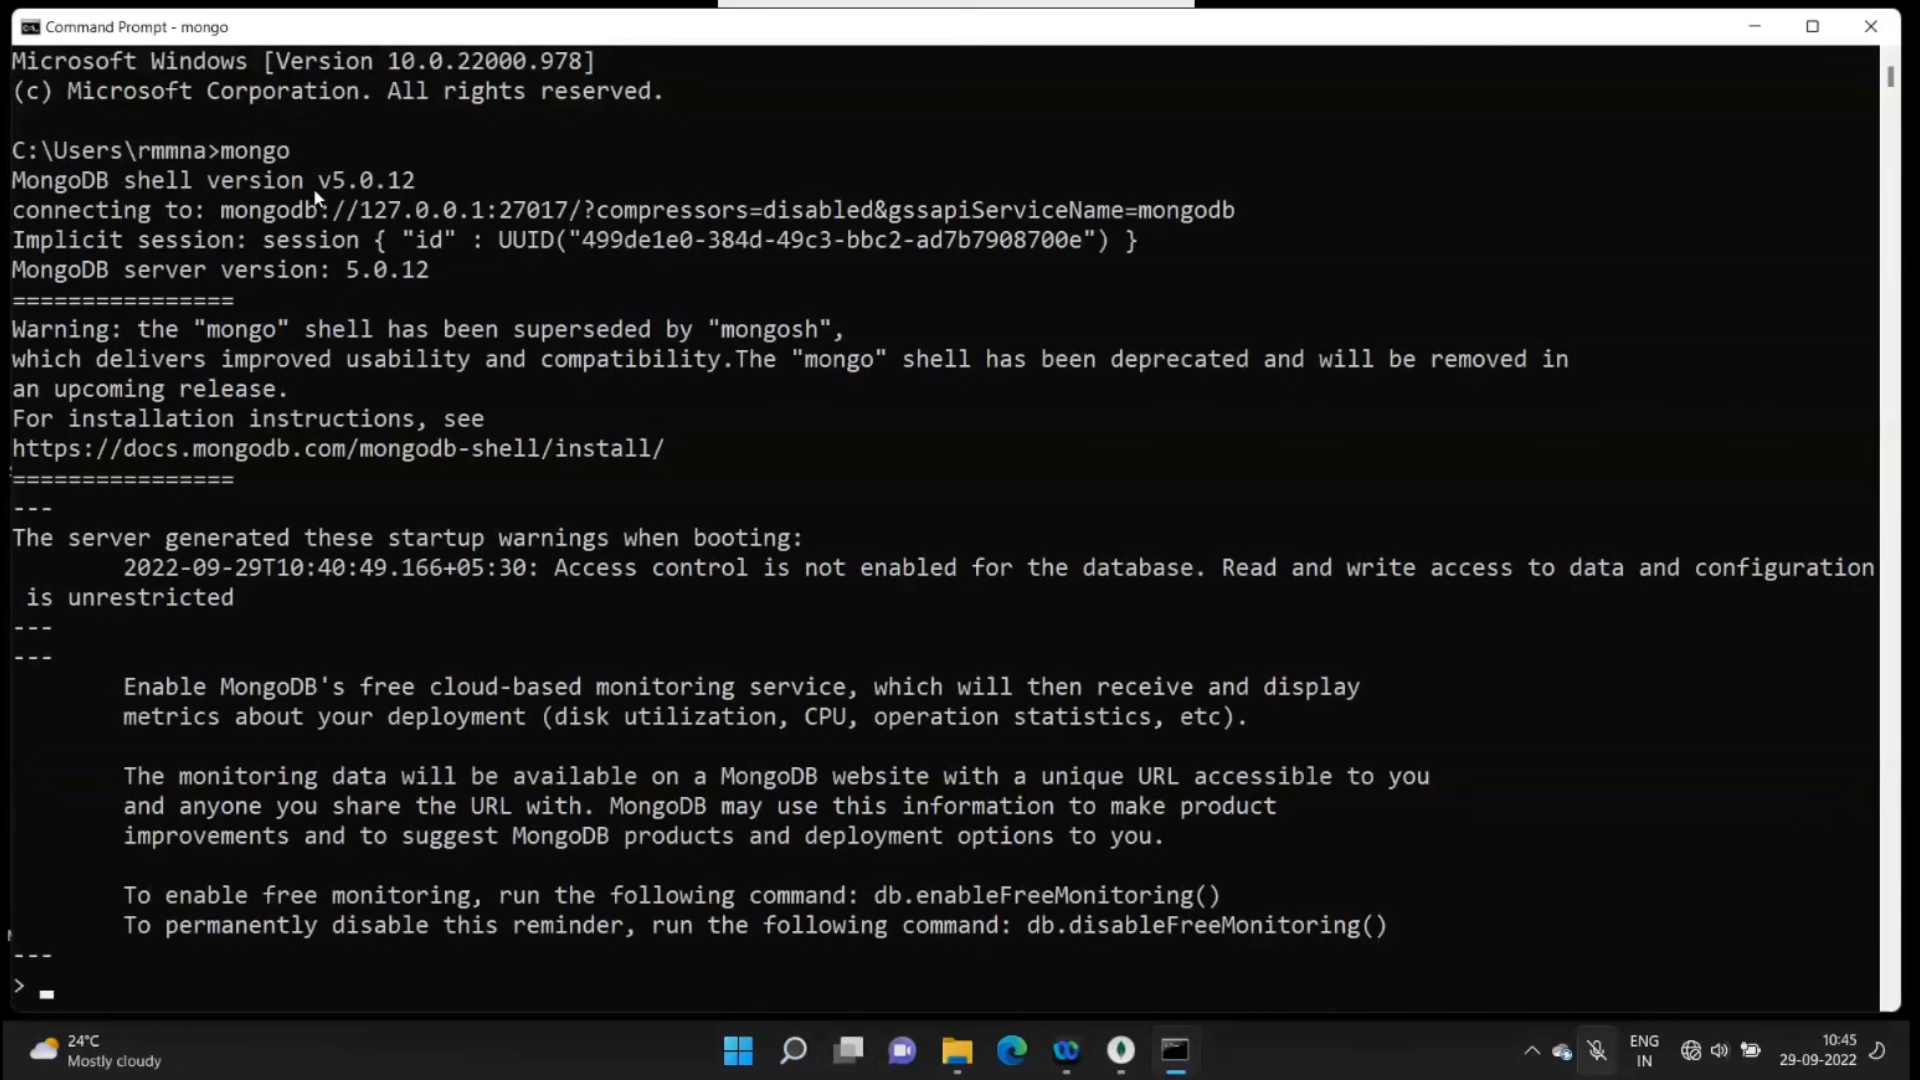 Command Prompt - mongo
Microsoft Windows [Version 10.0.22000.978]
(c) Microsoft Corporation. All rights reserved.
C:\Users\rmmna>mongo
MongoDB shell version v5.0.12
connecting to: mongodb://127.0.0.1:27017/?compressors=disabled&gssapiServiceName=mongodb
Implicit session: session { "id" : UUID("499de1e0-384d-49c3-bbc2-ad7b7908700e") }
MongoDB server version: 5.0.12
================
Warning: the "mongo" shell has been superseded by "mongosh",
which delivers improved usability and compatibility.The "mongo" shell has been deprecated and will be removed in
an upcoming release.
For installation instructions, see
https://docs.mongodb.com/mongodb-shell/install/
================
---
The server generated these startup warnings when booting:
2022-09-29T10:40:49.166+05:30: Access control is not enabled for the database. Read and write access to data and configuration
is unrestricted
---
---
Enable MongoDB's free cloud-based monitoring service, which will then receive and display
metrics about your deployment (disk utilization, CPU, operation statistics, etc).
The monitoring data will be available on a MongoDB website with a unique URL accessible to you
and anyone you share the URL with. MongoDB may use this information to make product
improvements and to suggest MongoDB products and deployment options to you.
To enable free monitoring, run the following command: db.enableFreeMonitoring()
To permanently disable this reminder, run the following command: db.disableFreeMonitoring()
---
>
24°C
Mostly cloudy
ENG
IN
10:45
29-09-2022